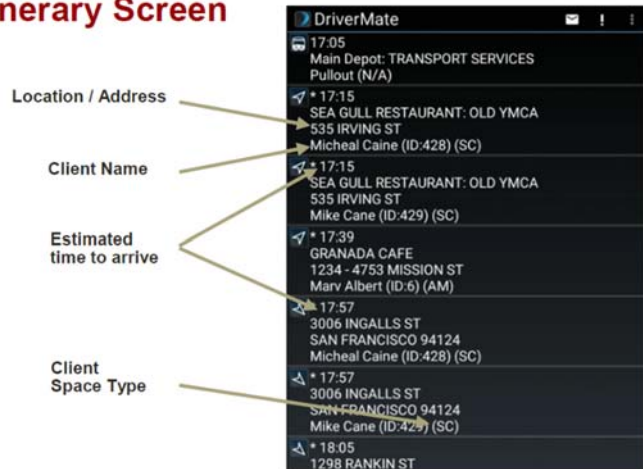 nerary Screen
Location / Address
Client Name
Estimated
time to arrive
Client
Space Type
DriverMate
17:05
Main Depot: TRANSPORT SERVICES
Pullout (N/A)
* 17:15
SEA GULL RESTAURANT: OLD YMCA
535 IRVING ST
Micheal Caine (ID:428) (SC)
* 17:15
SEA GULL RESTAURANT: OLD YMCA
535 IRVING ST
Mike Cane (ID:429) (SC)
* 17:39
GRANADA CAFE
1234 - 4753 MISSION ST
Marv Albert (ID:6) (AM)
* 17:57
3006 INGALLS ST
SAN FRANCISCO 94124
Micheal Caine (ID:428) (SC)
* 17:57
3006 INGALLS ST
SAN FRANCISCO 94124
Mike Cane (ID:429) (SC)
* 18:05
1298 RANKIN ST